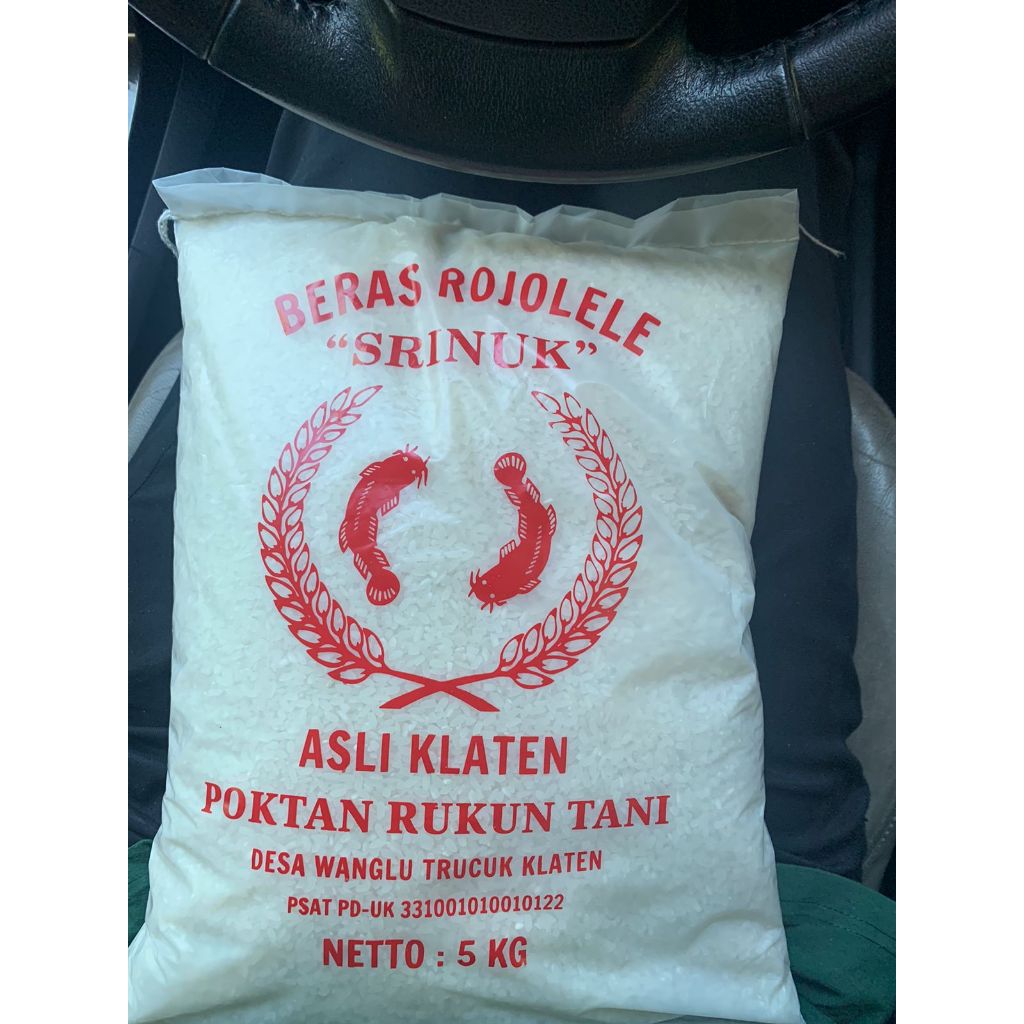 BERAS ROJOLELE
“SRINUK”
ASLI KLATEN
POKTAN RUKUN TANI
DESA WANGLU TRUCUK KLATEN
PSAT PD-UK 331001010010122
NETTO : 5 KG